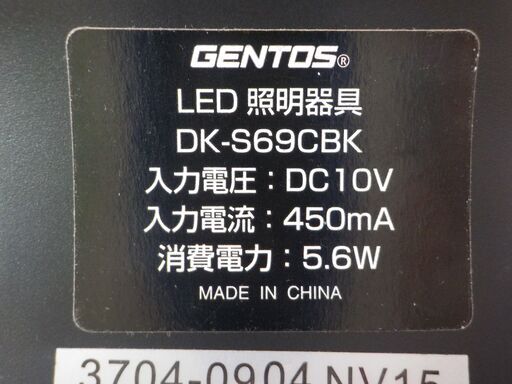 GENTOS®
LED 照明器具
DK-S69CBK
入力電圧：DC10V
入力電流：450mA
消費電力：5.6W
MADE IN CHINA
3704-0904 NV15